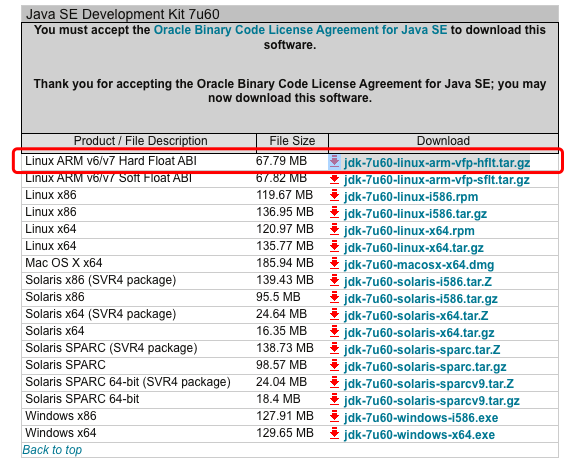 Java SE Development Kit 7u60
You must accept the Oracle Binary Code License Agreement for Java SE to download this
software.
Thank you for accepting the Oracle Binary Code License Agreement for Java SE; you may
now download this software.
Product / File Description File Size Download
Linux ARM v6/v7 Hard Float ABI 67.79 MB jdk-7u60-linux-arm-vfp-hflt.tar.gz
Linux ARM v6/v7 Soft Float ABI 67.82 MB jdk-7u60-linux-arm-vfp-sflt.tar.gz
Linux x86 119.67 MB jdk-7u60-linux-i586.rpm
Linux x86 136.95 MB jdk-7u60-linux-i586.tar.gz
Linux x64 120.97 MB jdk-7u60-linux-x64.rpm
Linux x64 135.77 MB jdk-7u60-linux-x64.tar.gz
Mac OS X x64 185.94 MB jdk-7u60-macosx-x64.dmg
Solaris x86 (SVR4 package) 139.43 MB jdk-7u60-solaris-i586.tar.Z
Solaris x86 95.5 MB jdk-7u60-solaris-i586.tar.gz
Solaris x64 (SVR4 package) 24.64 MB jdk-7u60-solaris-x64.tar.Z
Solaris x64 16.35 MB jdk-7u60-solaris-x64.tar.gz
Solaris SPARC (SVR4 package) 138.73 MB jdk-7u60-solaris-sparc.tar.Z
Solaris SPARC 98.57 MB jdk-7u60-solaris-sparc.tar.gz
Solaris SPARC 64-bit (SVR4 package) 24.04 MB jdk-7u60-solaris-sparcv9.tar.Z
Solaris SPARC 64-bit 18.4 MB jdk-7u60-solaris-sparcv9.tar.gz
Windows x86 127.91 MB jdk-7u60-windows-i586.exe
Windows x64 129.65 MB jdk-7u60-windows-x64.exe
Back to top